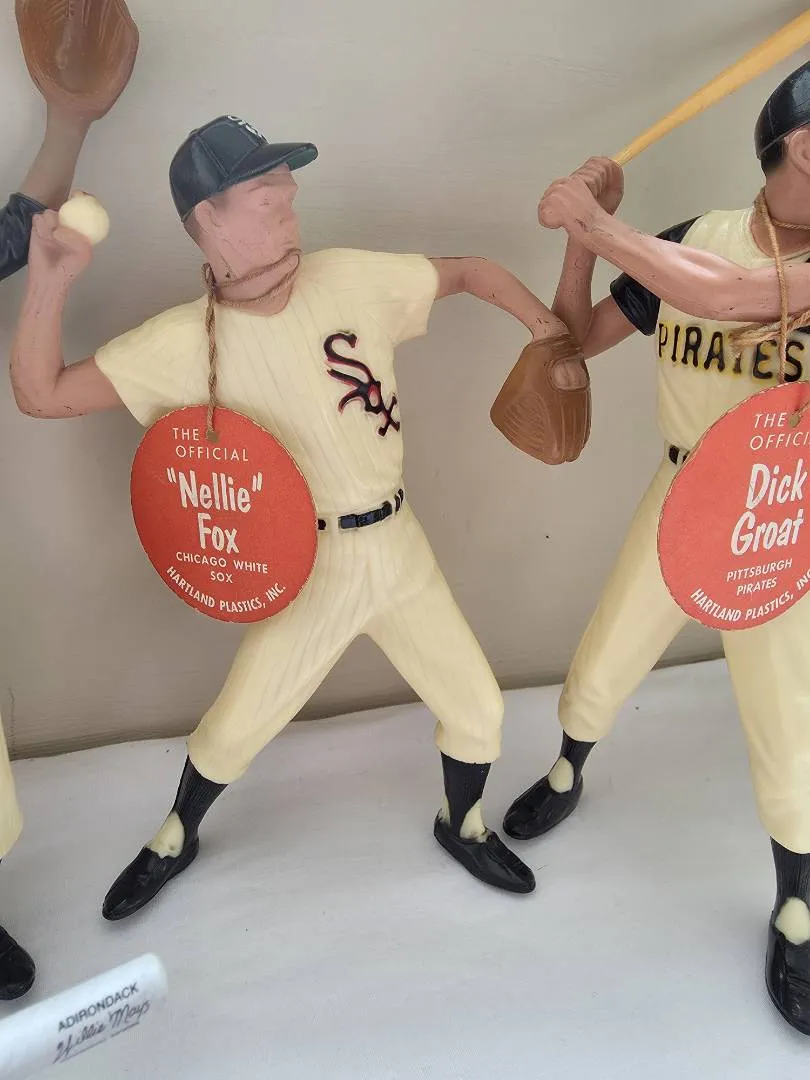 Sox
THE
OFFICIAL
"Nellie"
Fox
CHICAGO WHITE
SOX
HARTLAND PLASTICS, INC.
PIRATES
THE
OFFICI
Dick
Groat
PITTSBURGH
PIRATES
HARTLAND PLASTICS, INC
ADIRONDACK
Willie Mays